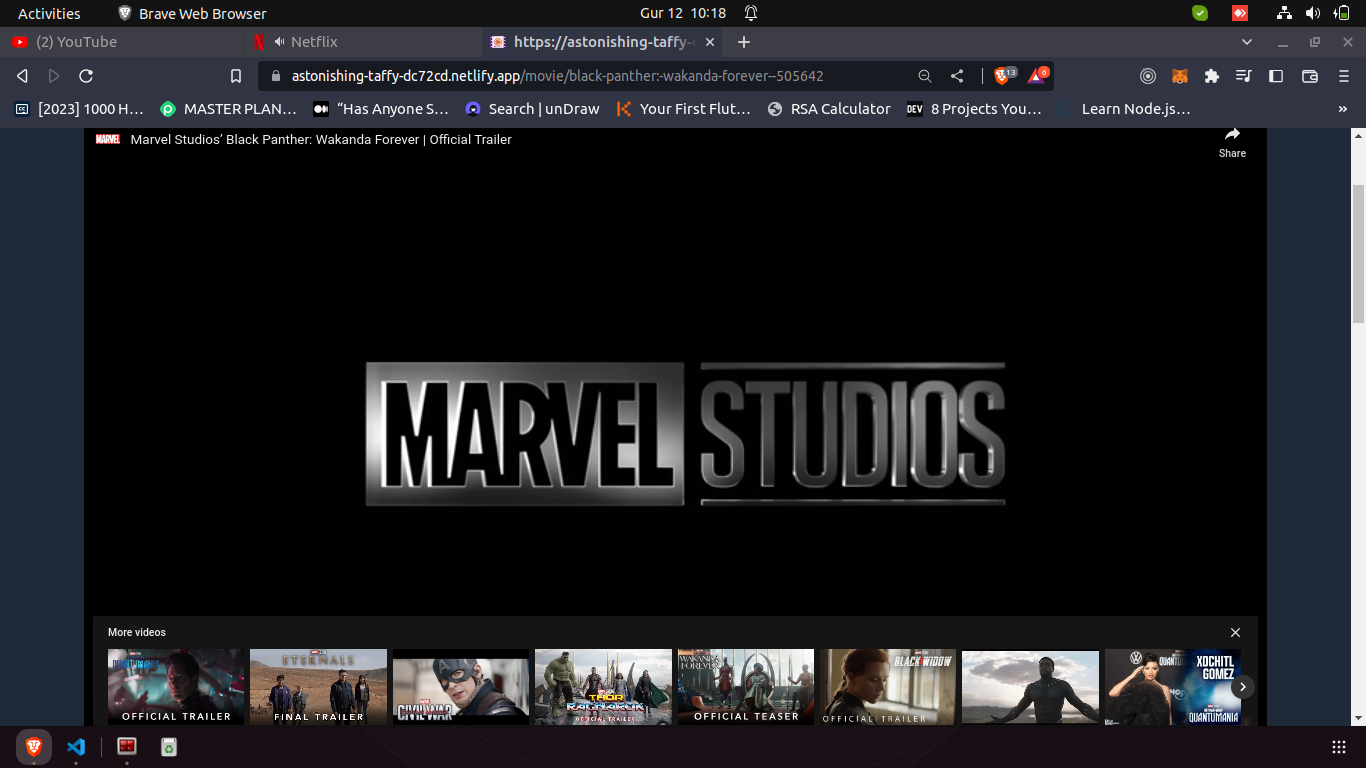 Activities
Brave Web Browser
Gur 12 10:18
(2) YouTube
Netflix
https://astonishing-taffy-
astonishing-taffy-dc72cd.netlify.app/movie/black-panther:-wakanda-forever--505642
13
6
[2023] 1000 H…
MASTER PLAN…
“Has Anyone S…
Search | unDraw
Your First Flut…
RSA Calculator
DEV
8 Projects You…
Learn Node.js…
»
MARVEL
Marvel Studios’ Black Panther: Wakanda Forever | Official Trailer
Share
MARVEL STUDIOS
More videos
QUANTUMANIA
OFFICIAL TRAILER
ETERNALS
FINAL TRAILER
CIVIL WAR
THOR
RAGNAROK
OFFICIAL TRAILER
WAKANDA
FOREVER
OFFICIAL TEASER
BLACK WIDOW
OFFICIAL TRAILER
XOCHITL
GOMEZ
QUANTUMANIA